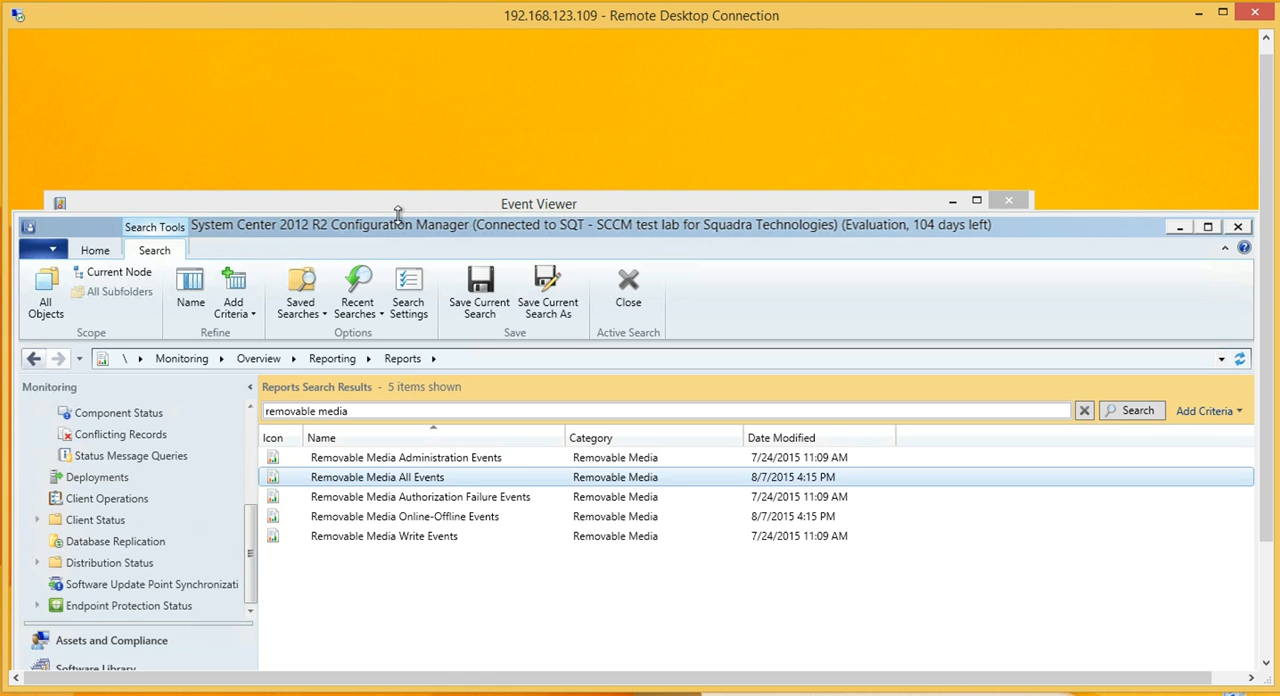 192.168.123.109 - Remote Desktop Connection
Event Viewer
Search Tools System Center 2012 R2 Configuration Manager (Connected to SQT - SCCM test lab for Squadra Technologies) (Evaluation, 104 days left)
Home Search
All Objects
Current Node
All Subfolders
Scope
Name
Add Criteria
Refine
Saved Searches
Recent Searches
Search Settings
Options
Save Current Search
Save Current Search As
Save
Close
Active Search
\ Monitoring Overview Reporting Reports
Monitoring
Component Status
Conflicting Records
Status Message Queries
Deployments
Client Operations
Client Status
Database Replication
Distribution Status
Software Update Point Synchronizati
Endpoint Protection Status
Assets and Compliance
Software Library
Reports Search Results - 5 items shown
removable media Search Add Criteria
Icon Name Category Date Modified
Removable Media Administration Events Removable Media 7/24/2015 11:09 AM
Removable Media All Events Removable Media 8/7/2015 4:15 PM
Removable Media Authorization Failure Events Removable Media 7/24/2015 11:09 AM
Removable Media Online-Offline Events Removable Media 8/7/2015 4:15 PM
Removable Media Write Events Removable Media 7/24/2015 11:09 AM